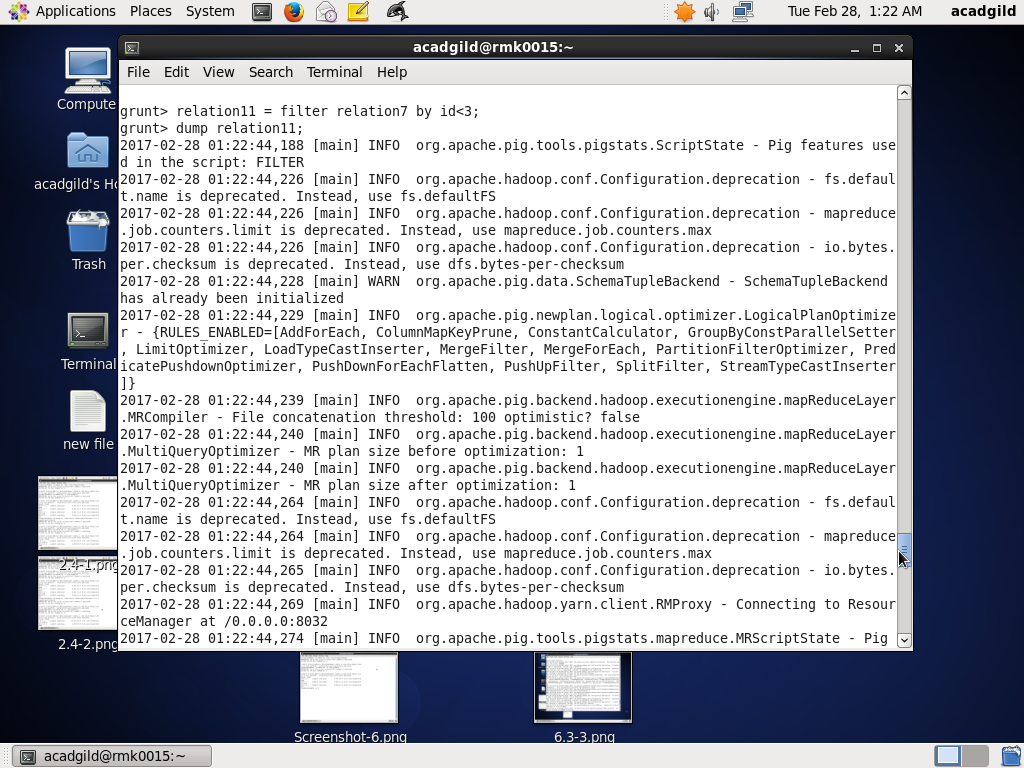 Applications Places System
Tue Feb 28, 1:22 AM acadgild
acadgild@rmk0015:~
File Edit View Search Terminal Help
grunt> relation11 = filter relation7 by id<3;
grunt> dump relation11;
2017-02-28 01:22:44,188 [main] INFO  org.apache.pig.tools.pigstats.ScriptState - Pig features use
d in the script: FILTER
2017-02-28 01:22:44,226 [main] INFO  org.apache.hadoop.conf.Configuration.deprecation - fs.defaul
t.name is deprecated. Instead, use fs.defaultFS
2017-02-28 01:22:44,226 [main] INFO  org.apache.hadoop.conf.Configuration.deprecation - mapreduce
.job.counters.limit is deprecated. Instead, use mapreduce.job.counters.max
2017-02-28 01:22:44,226 [main] INFO  org.apache.hadoop.conf.Configuration.deprecation - io.bytes.
per.checksum is deprecated. Instead, use dfs.bytes-per-checksum
2017-02-28 01:22:44,228 [main] WARN  org.apache.pig.data.SchemaTupleBackend - SchemaTupleBackend
has already been initialized
2017-02-28 01:22:44,229 [main] INFO  org.apache.pig.newplan.logical.optimizer.LogicalPlanOptimize
r - {RULES_ENABLED=[AddForEach, ColumnMapKeyPrune, ConstantCalculator, GroupByConstParallelSetter
, LimitOptimizer, LoadTypeCastInserter, MergeFilter, MergeForEach, PartitionFilterOptimizer, Pred
icatePushdownOptimizer, PushDownForEachFlatten, PushUpFilter, SplitFilter, StreamTypeCastInserter
]}
2017-02-28 01:22:44,239 [main] INFO  org.apache.pig.backend.hadoop.executionengine.mapReduceLayer
.MRCompiler - File concatenation threshold: 100 optimistic? false
2017-02-28 01:22:44,240 [main] INFO  org.apache.pig.backend.hadoop.executionengine.mapReduceLayer
.MultiQueryOptimizer - MR plan size before optimization: 1
2017-02-28 01:22:44,240 [main] INFO  org.apache.pig.backend.hadoop.executionengine.mapReduceLayer
.MultiQueryOptimizer - MR plan size after optimization: 1
2017-02-28 01:22:44,264 [main] INFO  org.apache.hadoop.conf.Configuration.deprecation - fs.defaul
t.name is deprecated. Instead, use fs.defaultFS
2017-02-28 01:22:44,264 [main] INFO  org.apache.hadoop.conf.Configuration.deprecation - mapreduce
.job.counters.limit is deprecated. Instead, use mapreduce.job.counters.max
2017-02-28 01:22:44,265 [main] INFO  org.apache.hadoop.conf.Configuration.deprecation - io.bytes.
per.checksum is deprecated. Instead, use dfs.bytes-per-checksum
2017-02-28 01:22:44,269 [main] INFO  org.apache.hadoop.yarn.client.RMProxy - Connecting to Resour
ceManager at /0.0.0.0:8032
2017-02-28 01:22:44,274 [main] INFO  org.apache.pig.tools.pigstats.mapreduce.MRScriptState - Pig
Compute
acadgild's Ho
Trash
Terminal
new file
2.4-1.png
2.4-2.png
Screenshot-6.png
6.3-3.png
acadgild@rmk0015:~